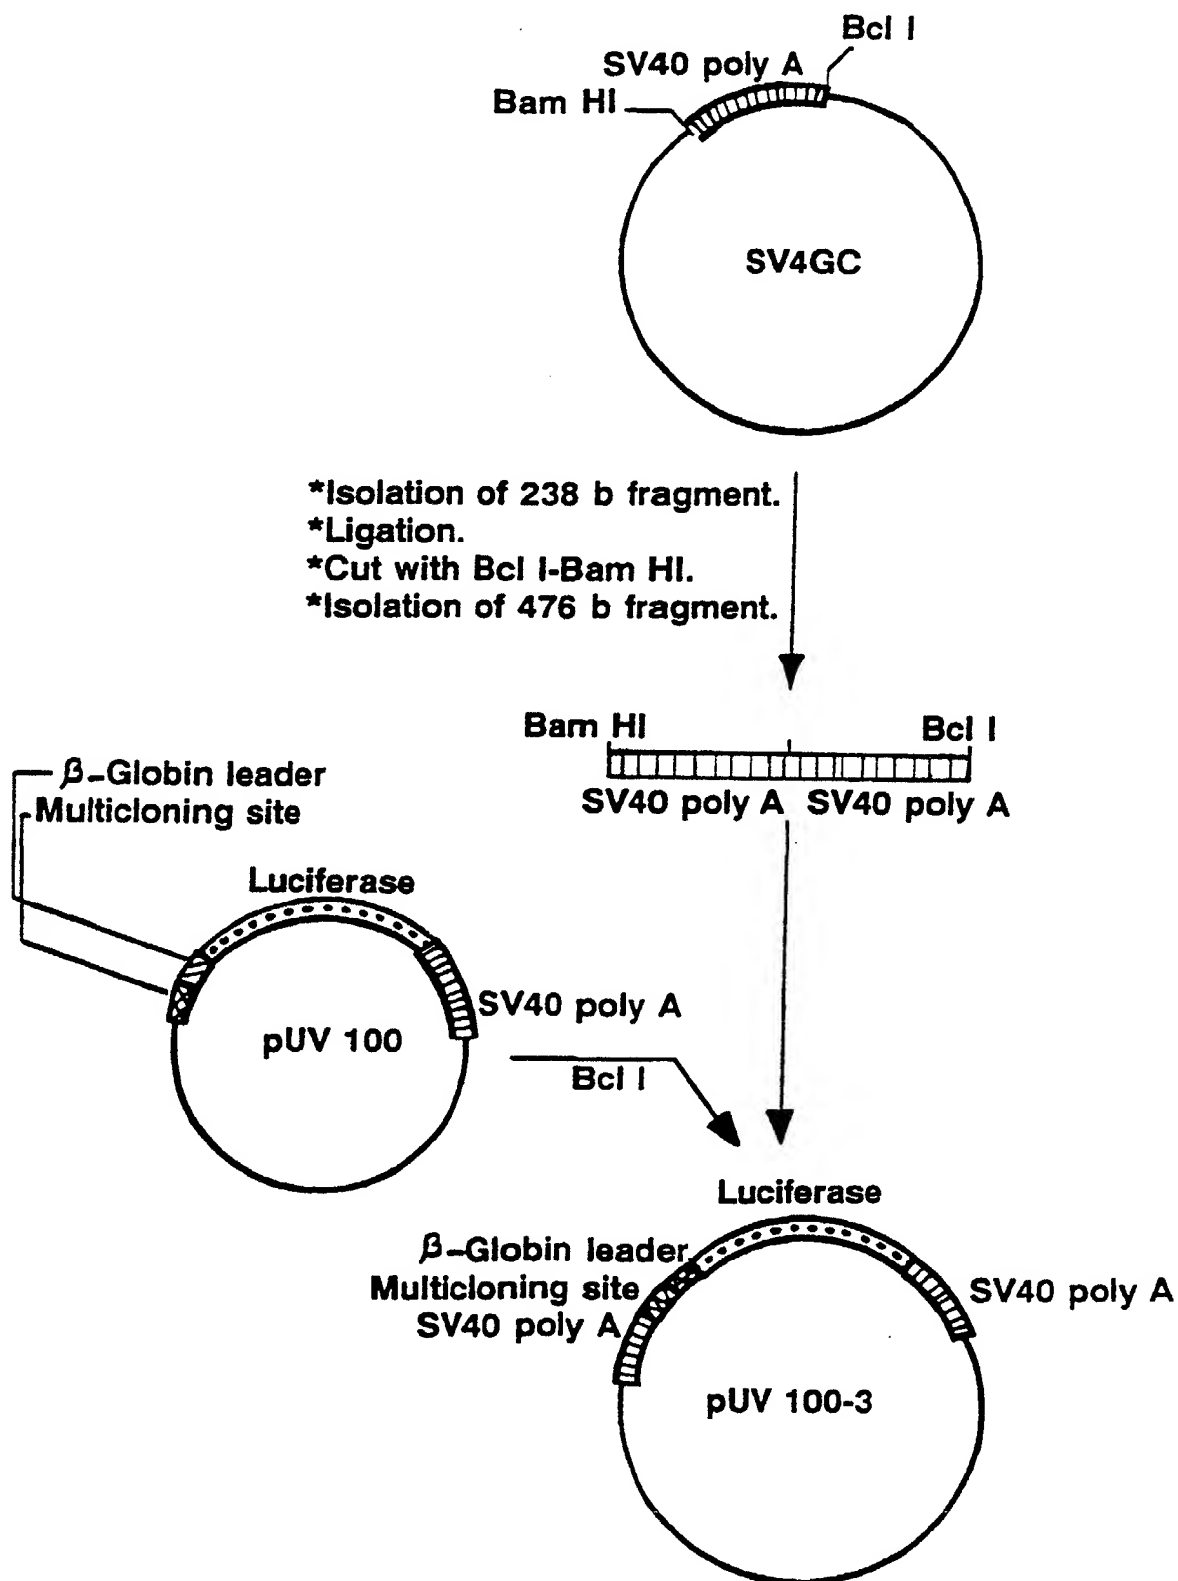 Bcl I
SV40 poly A
Bam HI
SV4GC
*Isolation of 238 b fragment.
*Ligation.
*Cut with Bcl I-Bam HI.
*Isolation of 476 b fragment.
Bam HI
Bcl I
SV40 poly A SV40 poly A
β-Globin leader
Multicloning site
Luciferase
SV40 poly A
pUV 100
Bcl I
Luciferase
β-Globin leader
Multicloning site
SV40 poly A
SV40 poly A
pUV 100-3